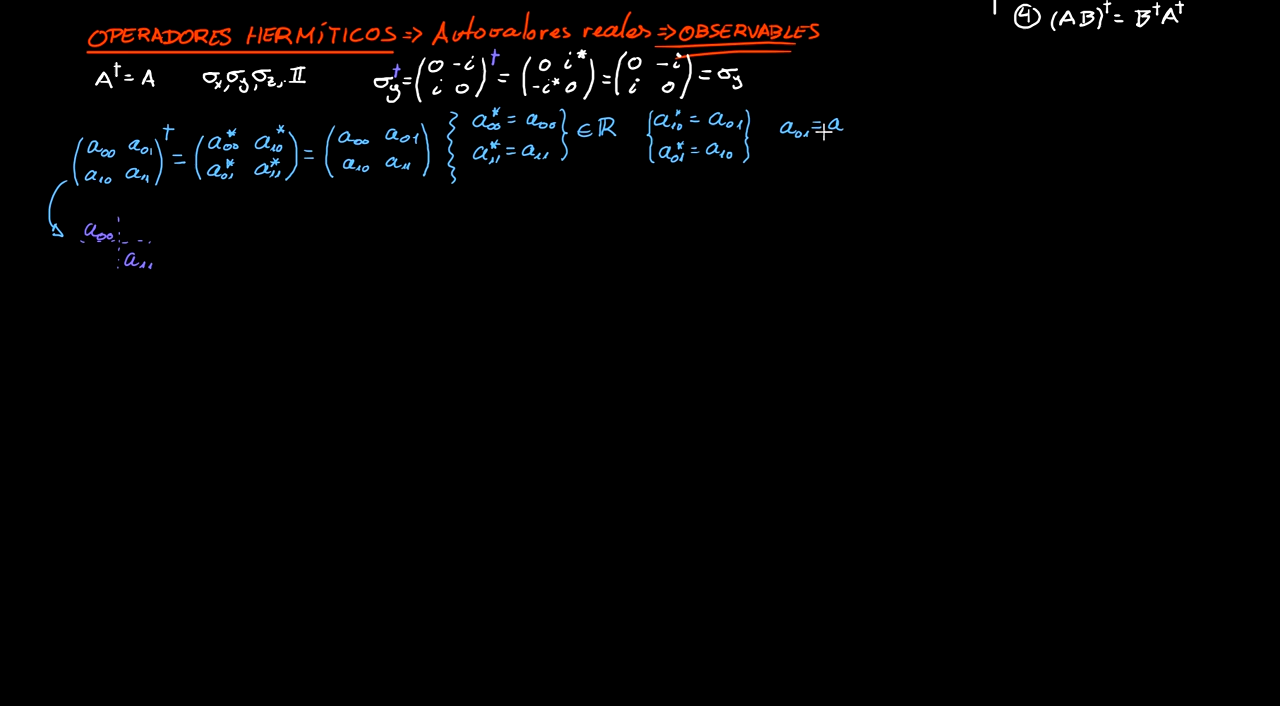 ④ (AB)† = B†A†
OPERADORES HERMÍTICOS ⇒ Autovalores reales ⇒ OBSERVABLES
A† = A    σx, σy, σz, 𝕀    σy† = (0 -i; i 0)† = (0 i*; -i* 0) = (0 -i; i 0) = σy
(a00 a01; a10 a11)† = (a00* a10*; a01* a11*) = (a00 a01; a10 a11)  { a00* = a00; a11* = a11 } ∈ ℝ  { a10* = a01; a01* = a10 }  a01 = a
a00
a11